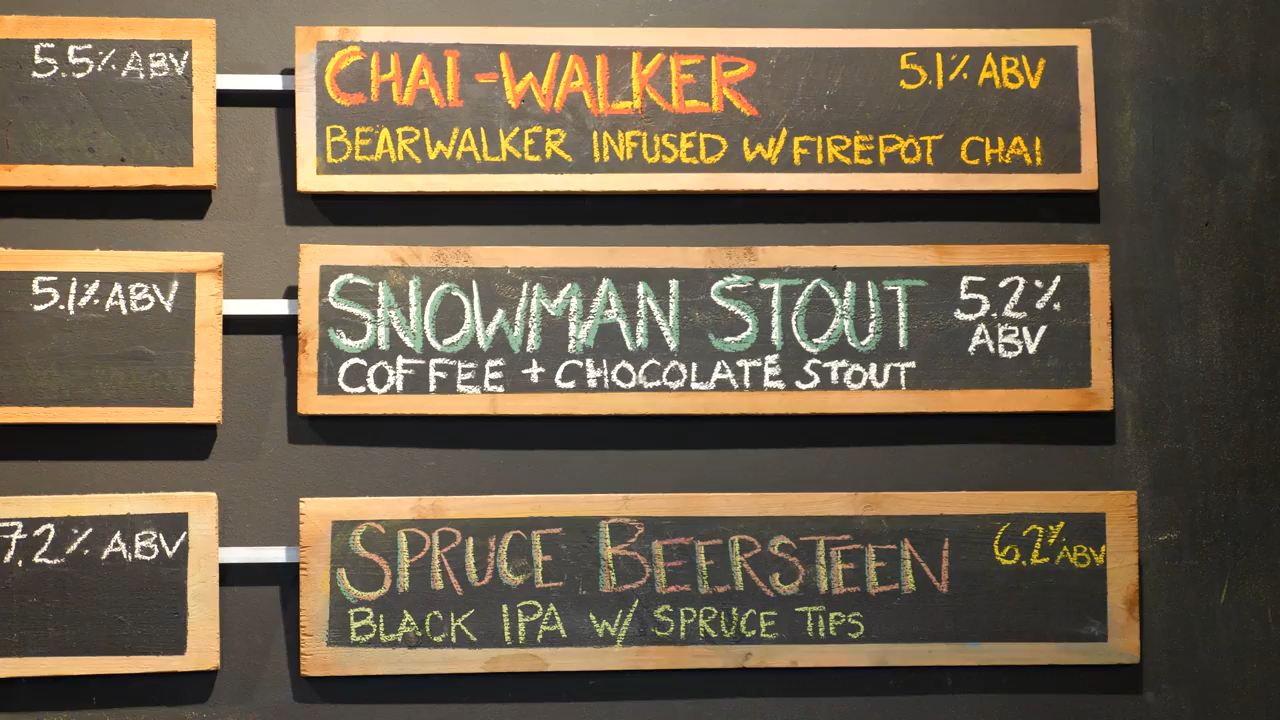 5.5% ABV
CHAI-WALKER 5.1% ABV
BEARWALKER INFUSED W/FIREPOT CHAI
5.1% ABV
SNOWMAN STOUT 5.2% ABV
COFFEE + CHOCOLATE STOUT
7.2% ABV
SPRUCE BEERSTEEN 6.2% ABV
BLACK IPA W/ SPRUCE TIPS